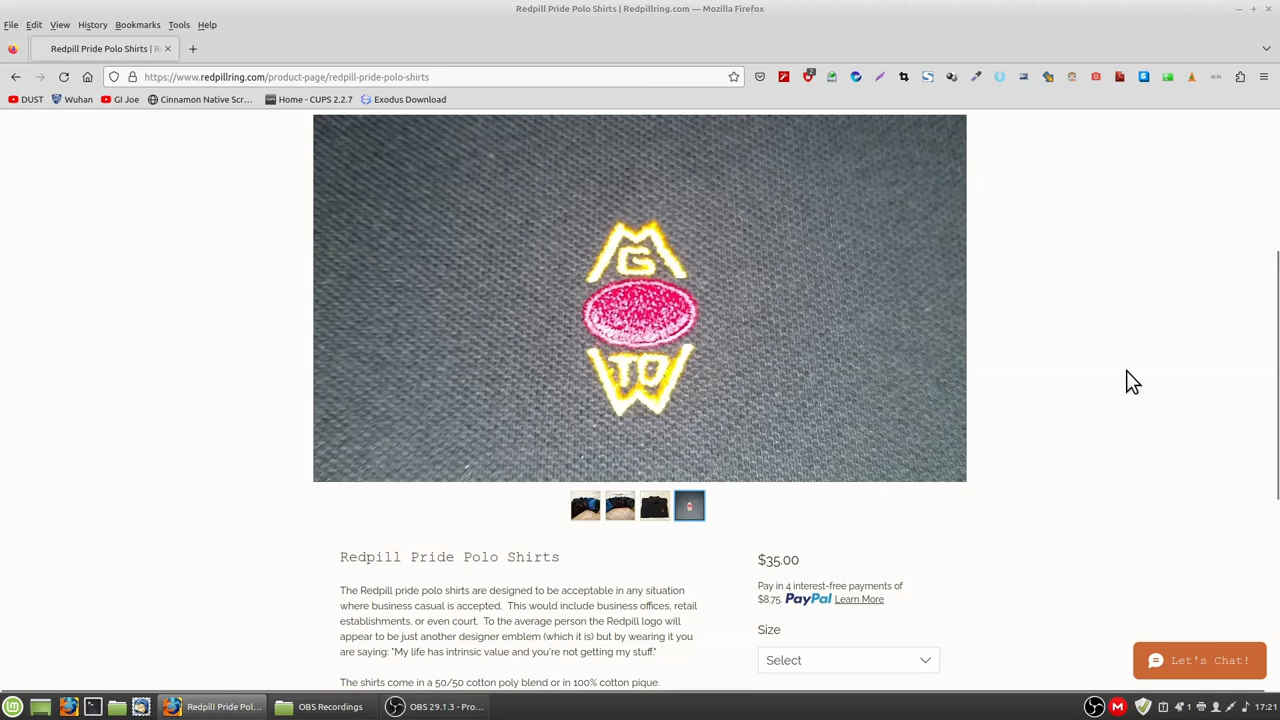 Redpill Pride Polo Shirts | Redpillring.com — Mozilla Firefox
File Edit View History Bookmarks Tools Help
Redpill Pride Polo Shirts | R
https://www.redpillring.com/product-page/redpill-pride-polo-shirts
DUST Wuhan GI Joe Cinnamon Native Scr… Home - CUPS 2.2.7 Exodus Download
M
G
TO
W
Redpill Pride Polo Shirts
The Redpill pride polo shirts are designed to be acceptable in any situation
where business casual is accepted. This would include business offices, retail
establishments, or even court. To the average person the Redpill logo will
appear to be just another designer emblem (which it is) but by wearing it you
are saying: "My life has intrinsic value and you're not getting my stuff."
The shirts come in a 50/50 cotton poly blend or in 100% cotton pique.
$35.00
Pay in 4 interest-free payments of
$8.75. PayPal Learn More
Size
Select
Let's Chat!
Redpill Pride Pol… OBS Recordings OBS 29.1.3 - Pro… 1 17:21